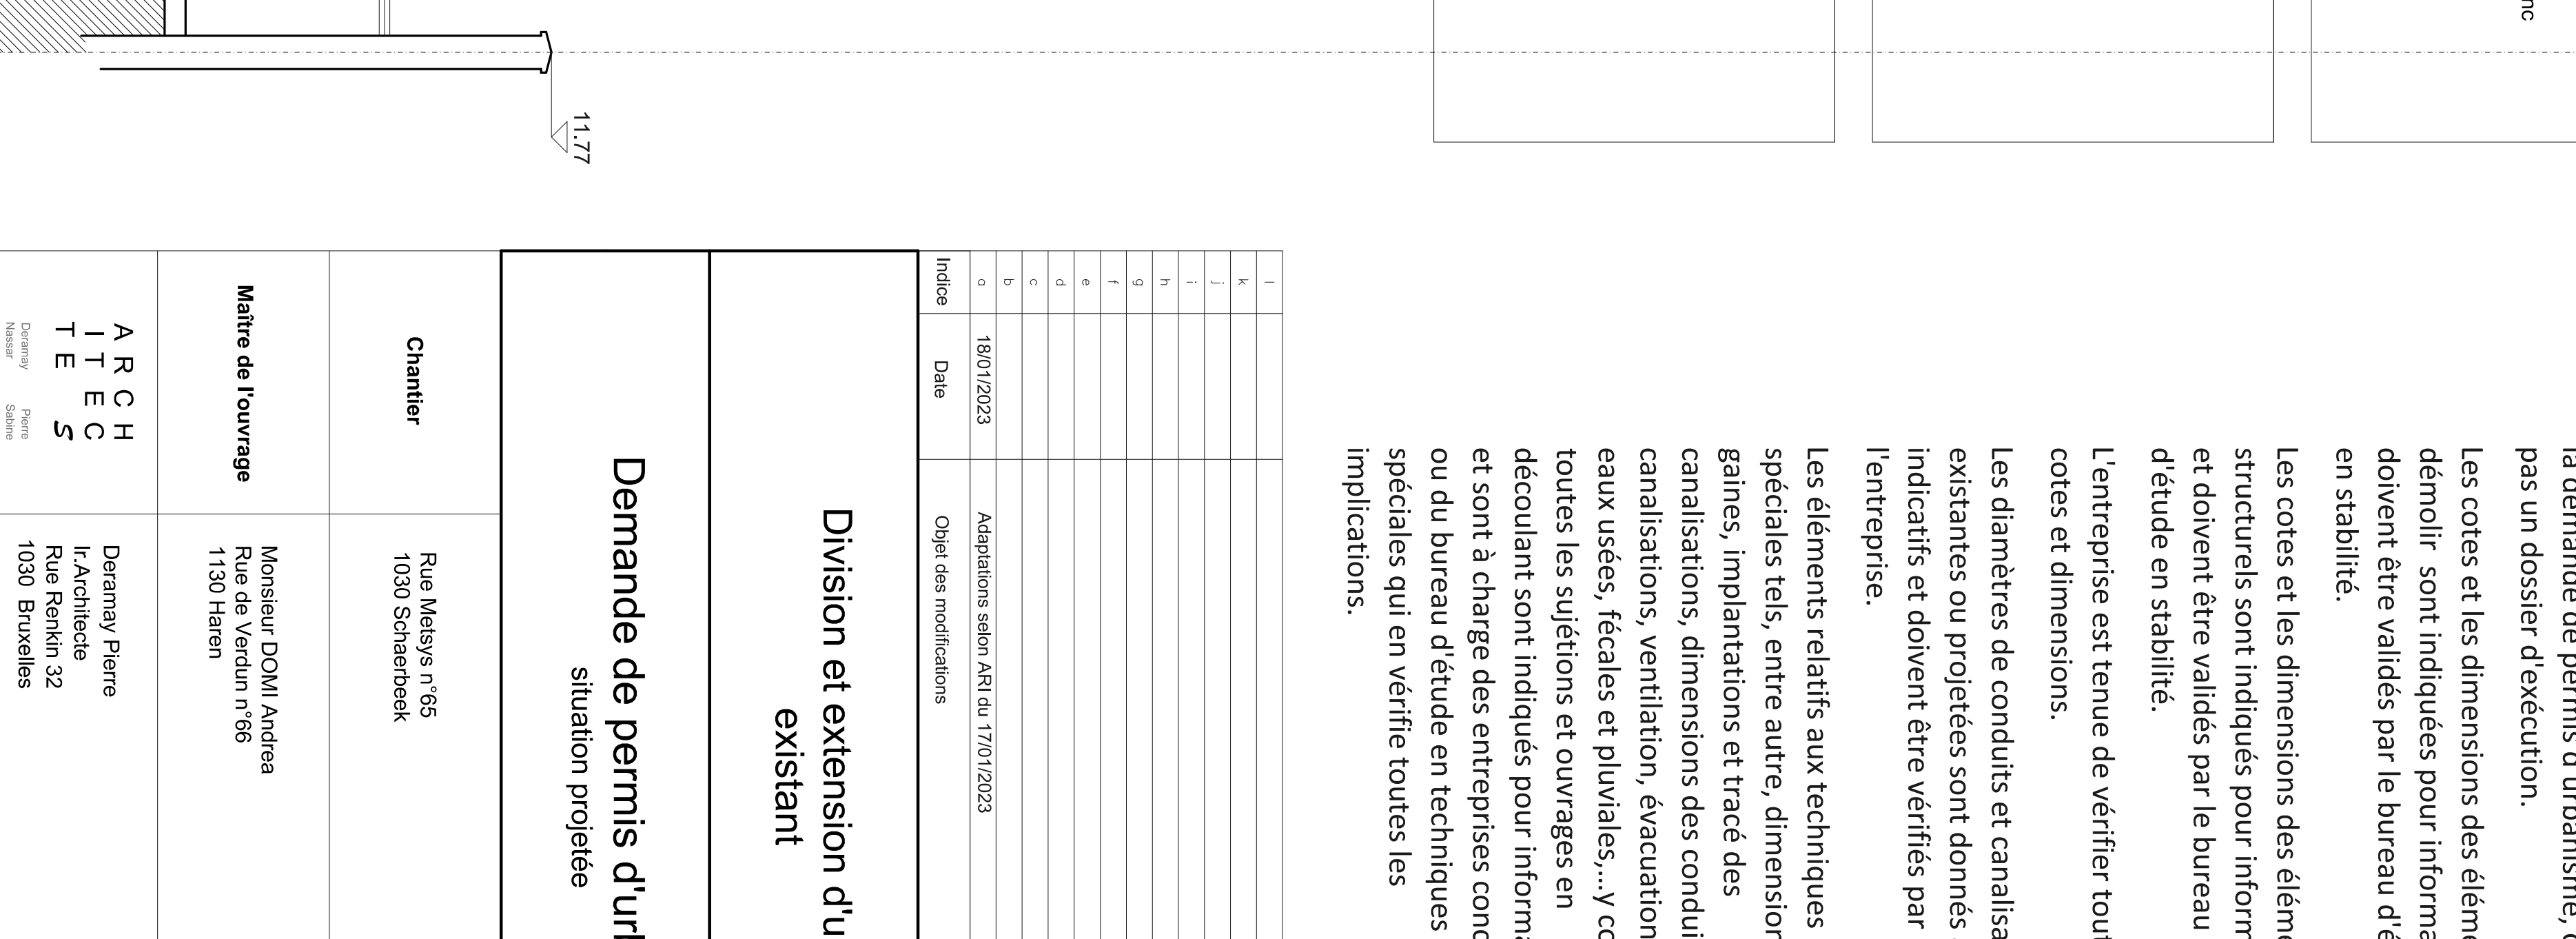 nc
11.77
la demande de permis d'urbanisme,
pas un dossier d'exécution.
Les cotes et les dimensions des éléme
démolir sont indiquées pour informa
doivent être validés par le bureau d'é
en stabilité.
Les cotes et les dimensions des éléme
structurels sont indiqués pour inform
et doivent être validés par le bureau
d'étude en stabilité.
L'entreprise est tenue de vérifier tout
cotes et dimensions.
Les diamètres de conduits et canalisa
existantes ou projetées sont donnés
indicatifs et doivent être vérifiés par
l'entreprise.
Les éléments relatifs aux techniques
spéciales tels, entre autre, dimension
gaines, implantations et tracé des
canalisations, dimensions des condui
canalisations, ventilation, évacuation
eaux usées, fécales et pluviales,...y co
toutes les sujétions et ouvrages en
découlant sont indiqués pour informa
et sont à charge des entreprises conc
ou du bureau d'étude en techniques
spéciales qui en vérifie toutes les
implications.
l
k
j
i
h
g
f
e
d
c
b
a 18/01/2023 Adaptations selon ARI du 17/01/2023
Indice Date Objet des modifications
Division et extension d'u
existant
Demande de permis d'url
situation projetée
Chantier
Rue Metsys n°65
1030 Schaerbeek
Maître de l'ouvrage
Monsieur DOMI Andrea
Rue de Verdun n°66
1130 Haren
A R C H
I T E C
T E S
Deramay Pierre
Nassar Sabine
Deramay Pierre
Ir.Architecte
Rue Renkin 32
1030 Bruxelles